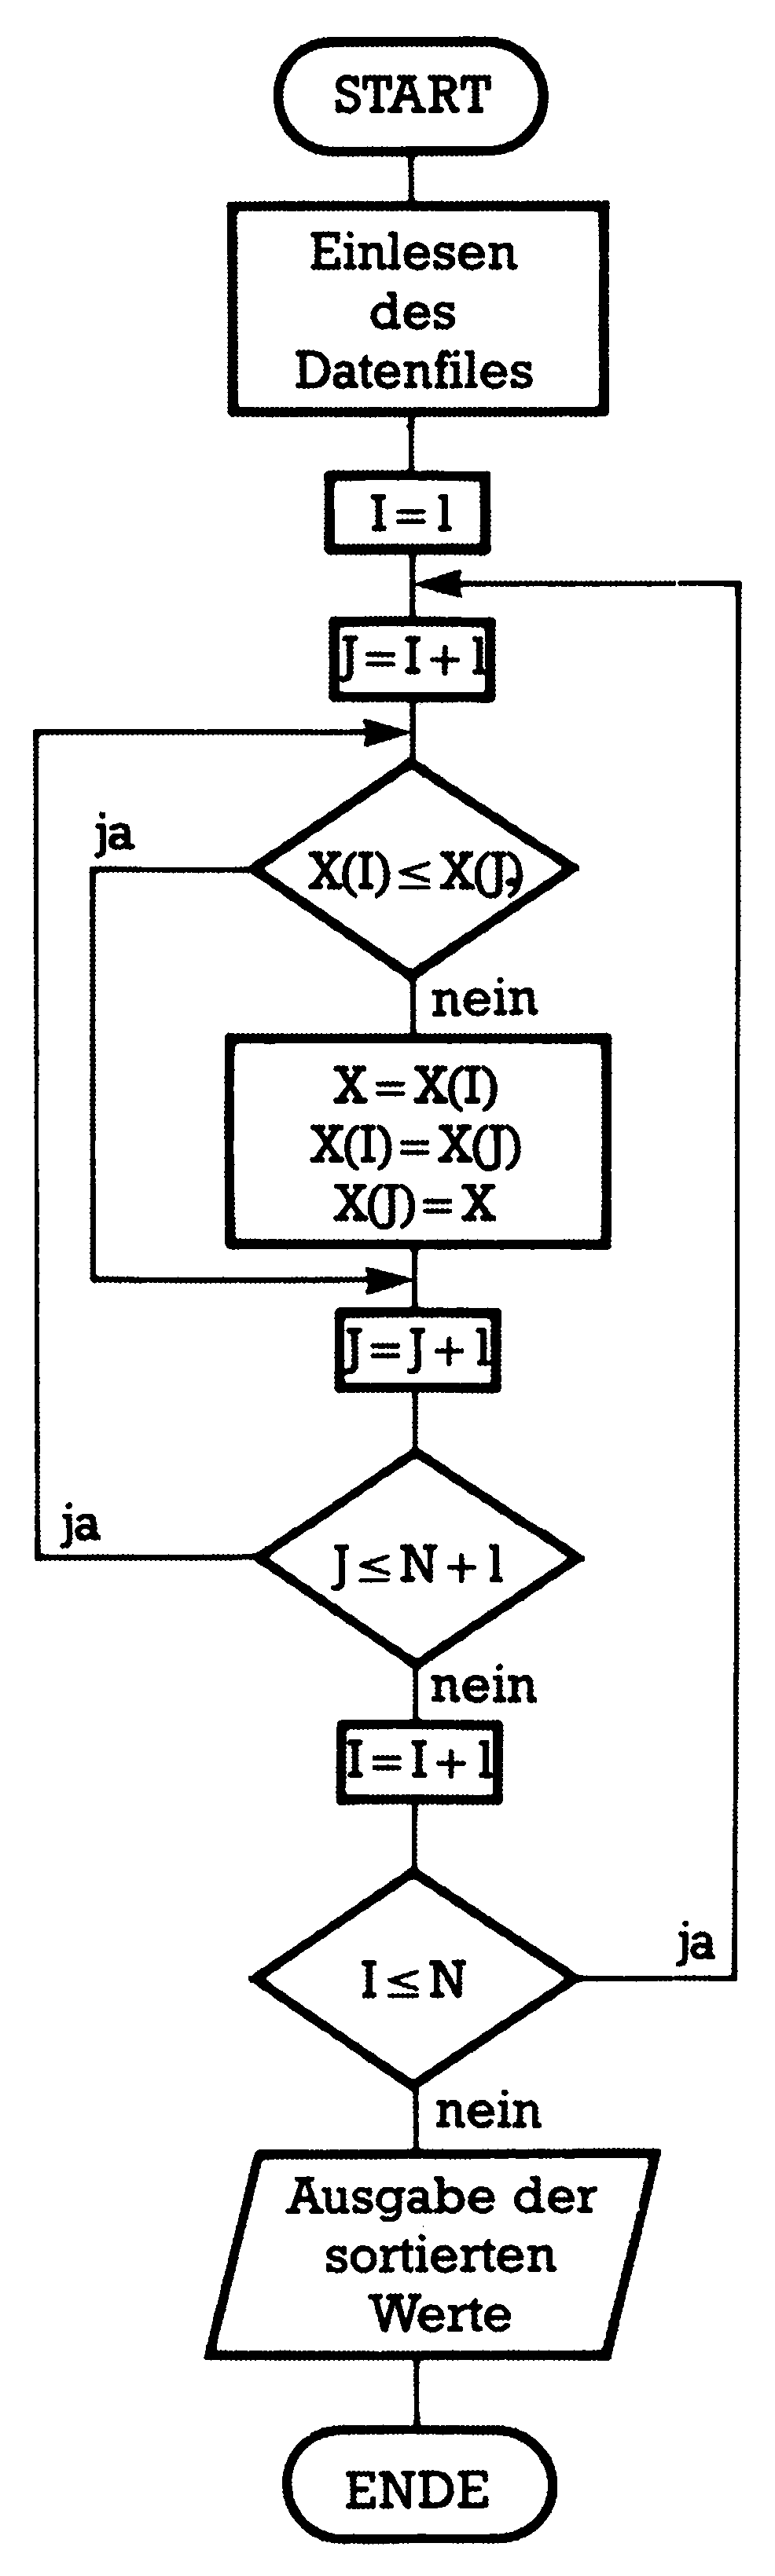 START
Einlesen
des
Datenfiles
I = 1
J = I + 1
ja
X(I) ≤ X(J)
nein
X = X(I)
X(I) = X(J)
X(J) = X
J = J + 1
ja
J ≤ N + 1
nein
I = I + 1
ja
I ≤ N
nein
Ausgabe der
sortierten
Werte
ENDE